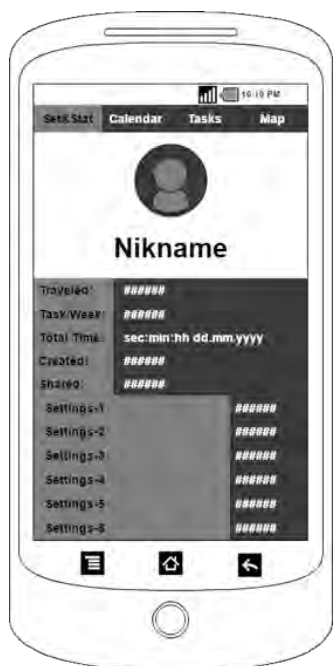 10:10 PM
Set&Stat Calendar Tasks Map
Nikname
Traveled: ######
Task/Week: ######
Total Time: sec:min:hh dd.mm.yyyy
Created: ######
Shared: ######
Settings-1 ######
Settings-2 ######
Settings-3 ######
Settings-4 ######
Settings-5 ######
Settings-6 ######